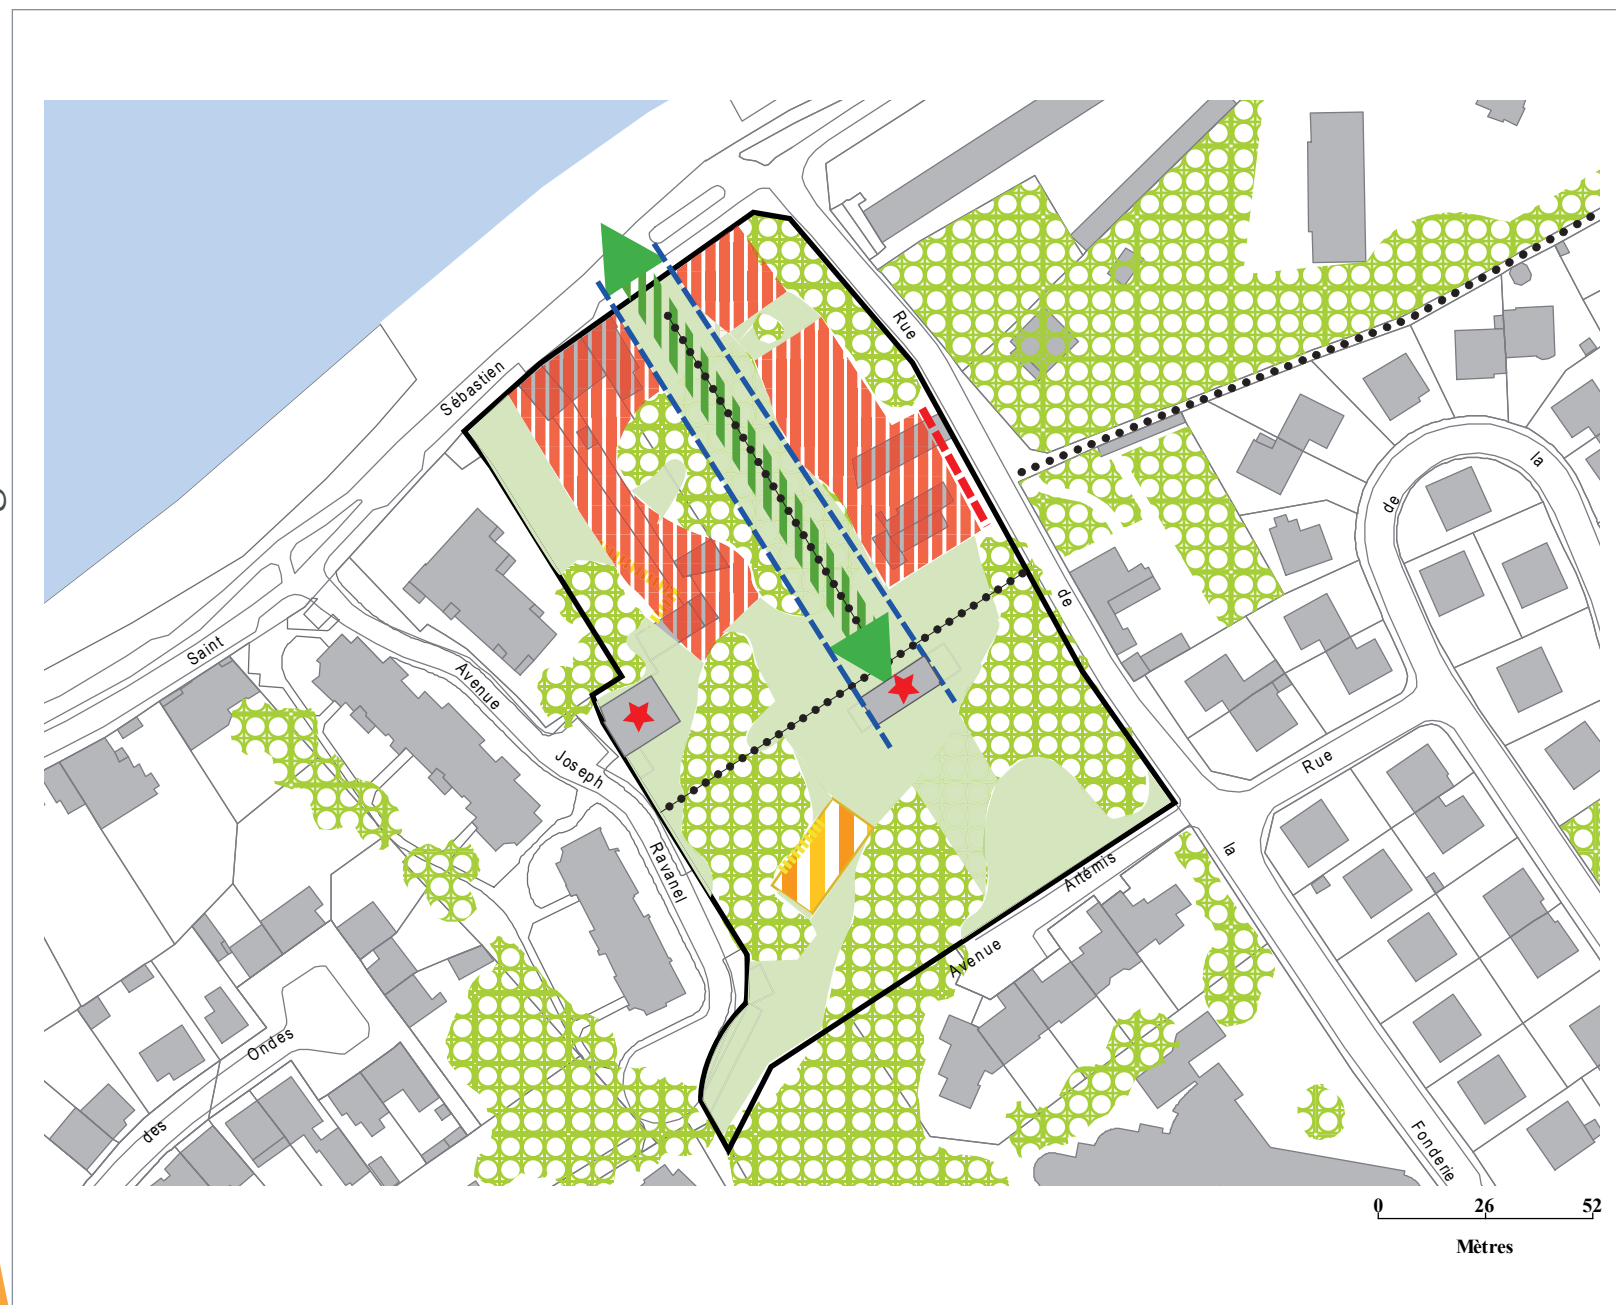 Rue
Sébastien
la
de
de
Saint
Avenue
Rue
Joseph
la
Ravanel
Artémis
Avenue
Ondes
des
Fonderie
0 26 52
Mètres